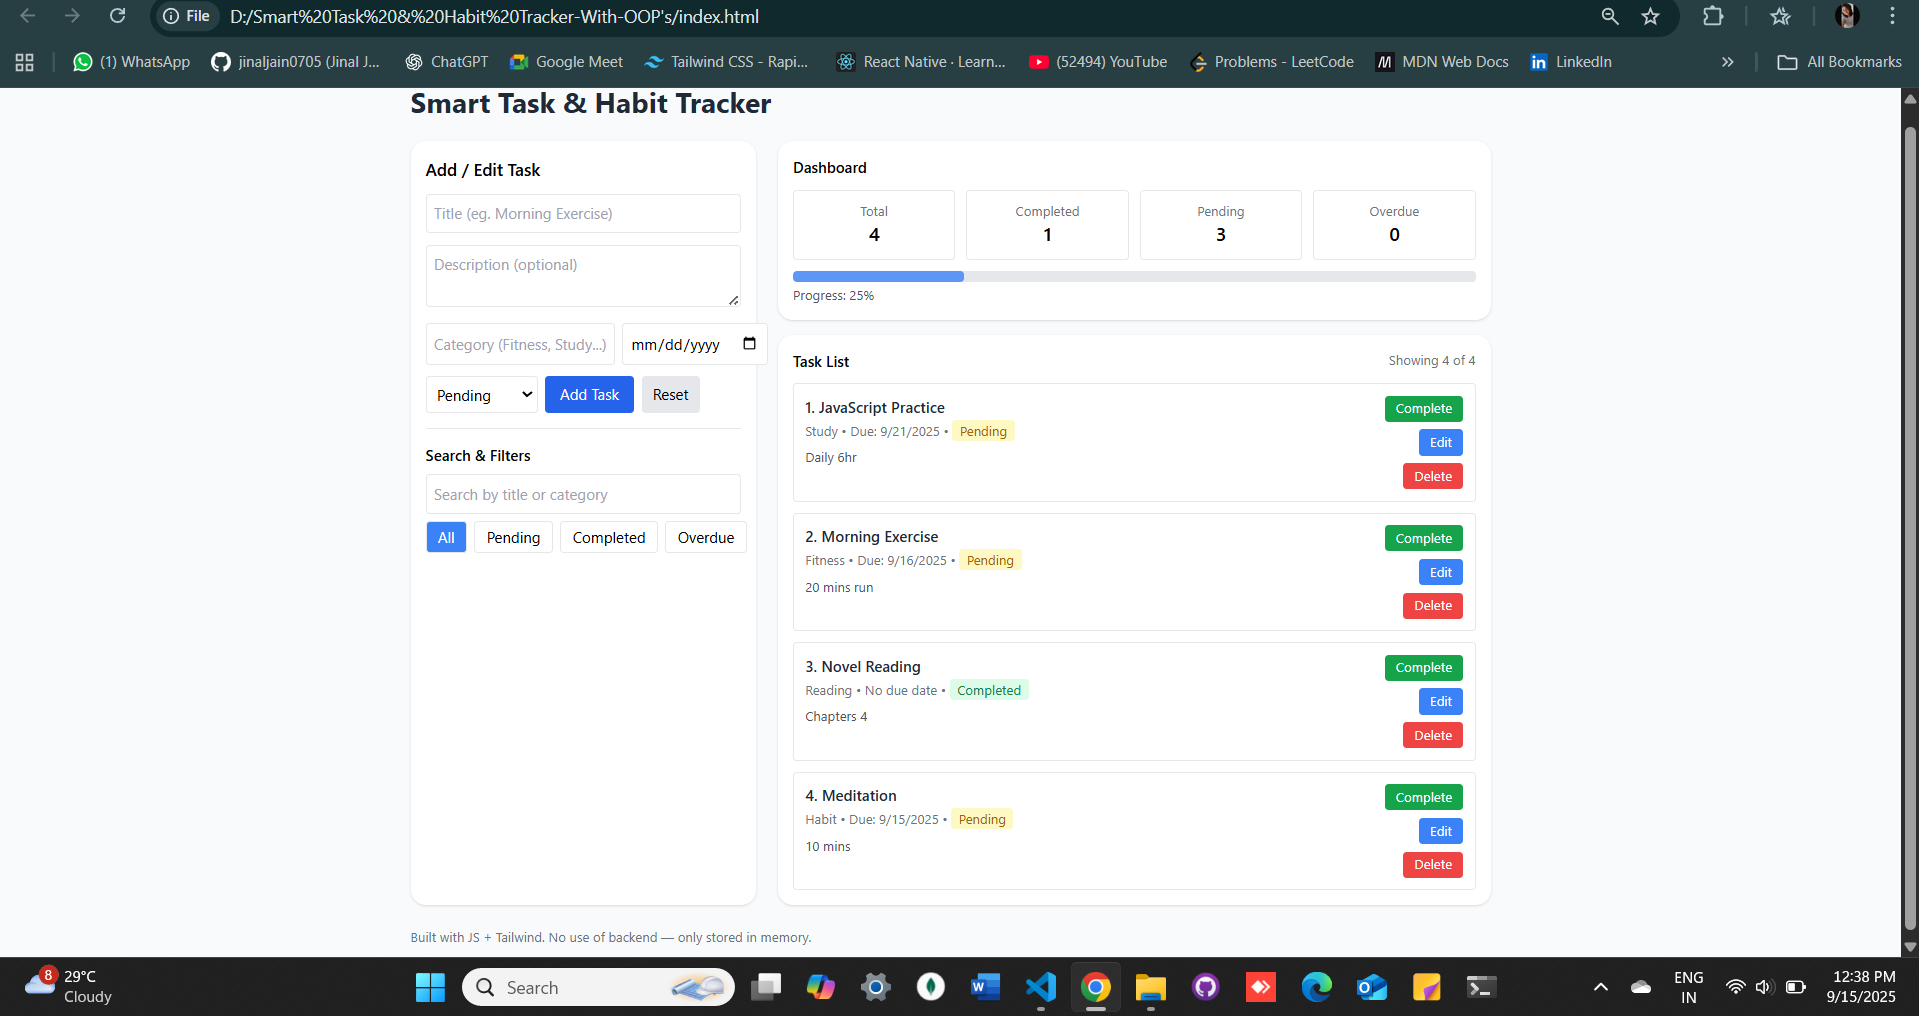 File D:/Smart%20Task%20&%20Habit%20Tracker-With-OOP's/index.html
(1) WhatsApp jinaljain0705 (Jinal J... ChatGPT Google Meet Tailwind CSS - Rapi... React Native · Learn... (52494) YouTube Problems - LeetCode MDN Web Docs LinkedIn » All Bookmarks
Smart Task & Habit Tracker
Add / Edit Task
Title (eg. Morning Exercise)
Description (optional)
Category (Fitness, Study...) mm/dd/yyyy
Pending Add Task Reset
Search & Filters
Search by title or category
All Pending Completed Overdue
Dashboard
Total Completed Pending Overdue
4 1 3 0
Progress: 25%
Task List Showing 4 of 4
1. JavaScript Practice Complete
Study • Due: 9/21/2025 • Pending Edit
Daily 6hr Delete
2. Morning Exercise Complete
Fitness • Due: 9/16/2025 • Pending Edit
20 mins run Delete
3. Novel Reading Complete
Reading • No due date • Completed Edit
Chapters 4 Delete
4. Meditation Complete
Habit • Due: 9/15/2025 • Pending Edit
10 mins Delete
Built with JS + Tailwind. No use of backend — only stored in memory.
8 29°C
Cloudy
Search
ENG
IN
12:38 PM
9/15/2025